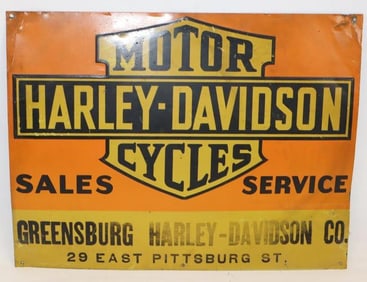 MOTOR
HARLEY-DAVIDSON
CYCLES
SALES SERVICE
GREENSBURG HARLEY-DAVIDSON CO.
29 EAST PITTSBURG ST.